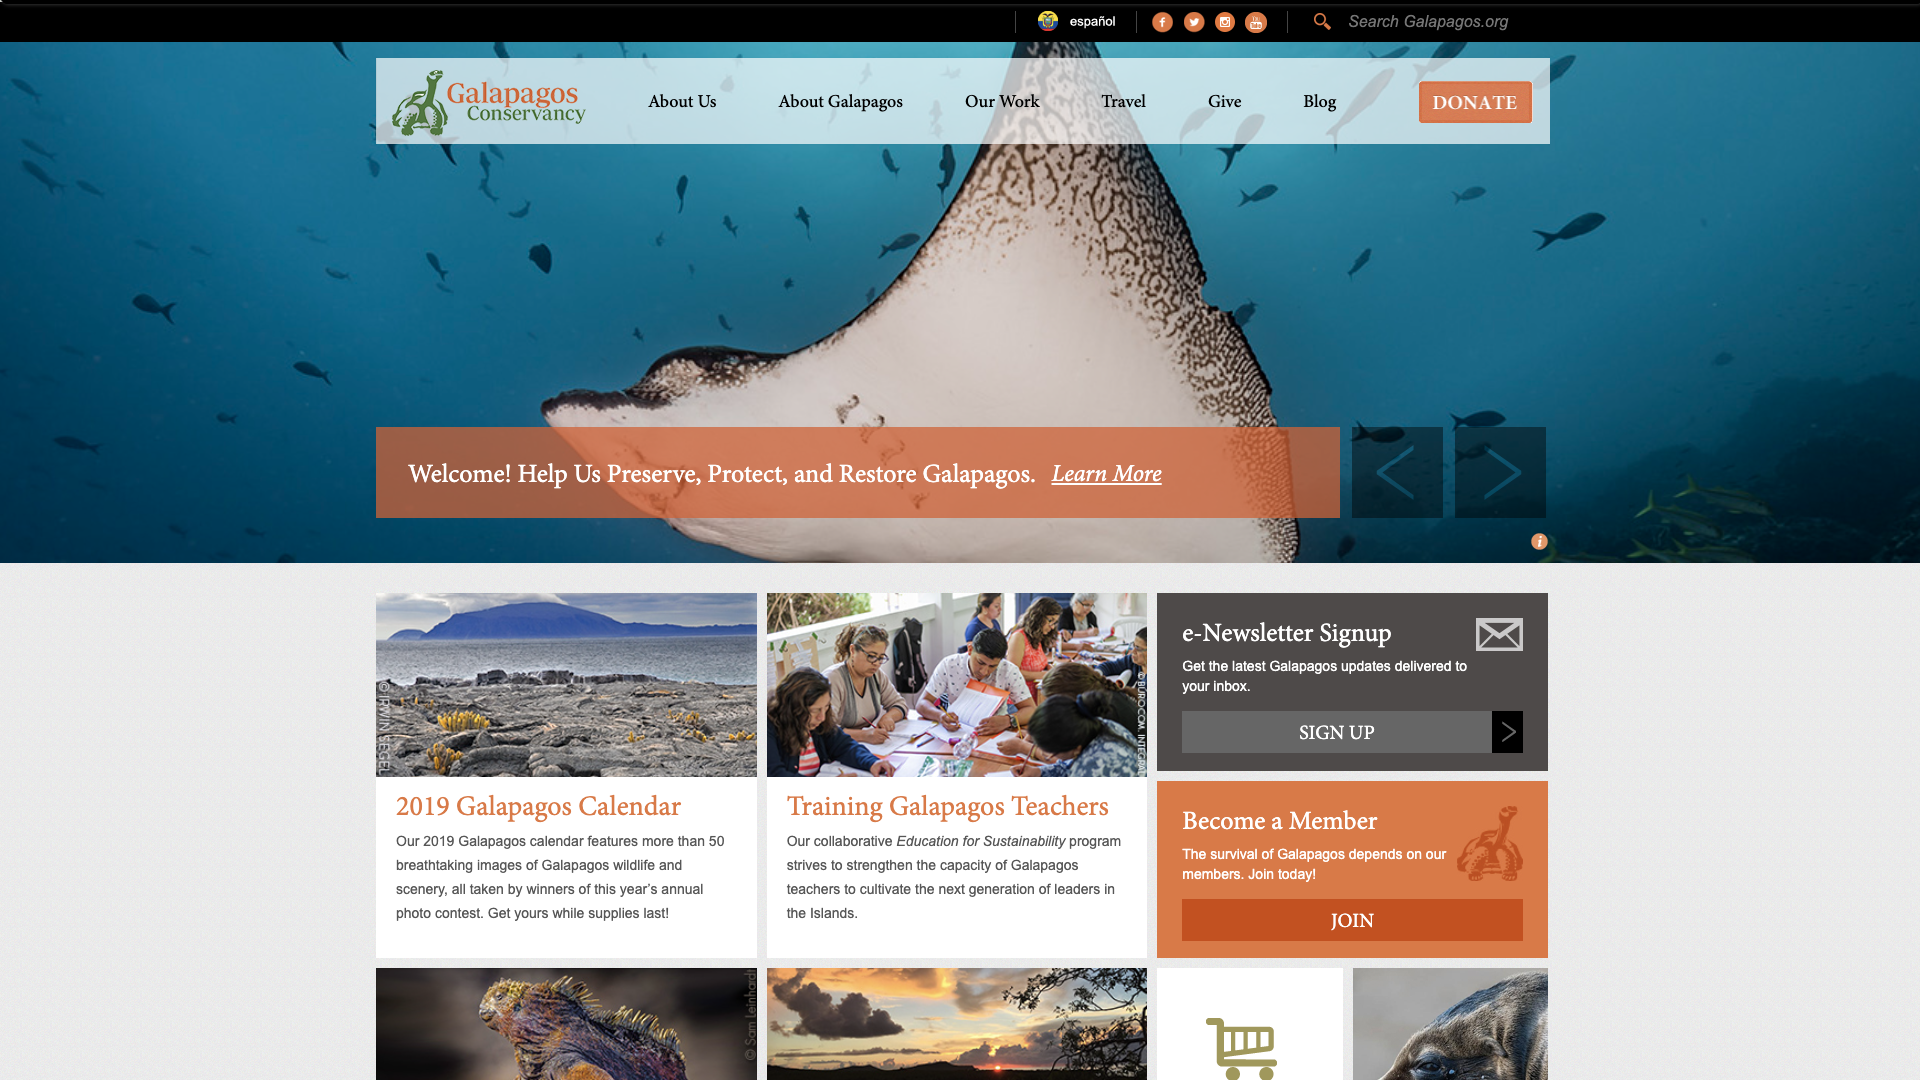 español
Search Galapagos.org
Galapagos
Conservancy
About Us
About Galapagos
Our Work
Travel
Give
Blog
DONATE
Welcome! Help Us Preserve, Protect, and Restore Galapagos. Learn More
© IRWIN SEGEL
2019 Galapagos Calendar
Our 2019 Galapagos calendar features more than 50
breathtaking images of Galapagos wildlife and
scenery, all taken by winners of this year’s annual
photo contest. Get yours while supplies last!
Training Galapagos Teachers
Our collaborative Education for Sustainability program
strives to strengthen the capacity of Galapagos
teachers to cultivate the next generation of leaders in
the Islands.
e-Newsletter Signup
Get the latest Galapagos updates delivered to
your inbox.
SIGN UP
Become a Member
The survival of Galapagos depends on our
members. Join today!
JOIN
© Sam Leinhardt